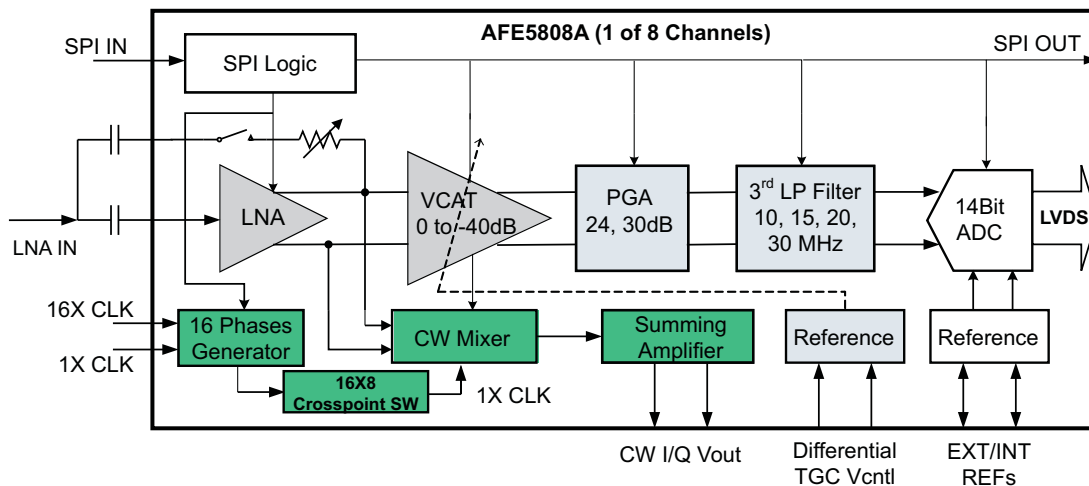 AFE5808A (1 of 8 Channels)
SPI IN
SPI OUT
SPI Logic
LNA
LNA IN
VCAT
0 to -40dB
PGA
24, 30dB
3rd LP Filter
10, 15, 20,
30 MHz
14Bit
ADC
LVDS
16X CLK
1X CLK
16 Phases
Generator
CW Mixer
Summing
Amplifier
Reference
Reference
16X8
Crosspoint SW
1X CLK
CW I/Q Vout
Differential
TGC Vcntl
EXT/INT
REFs